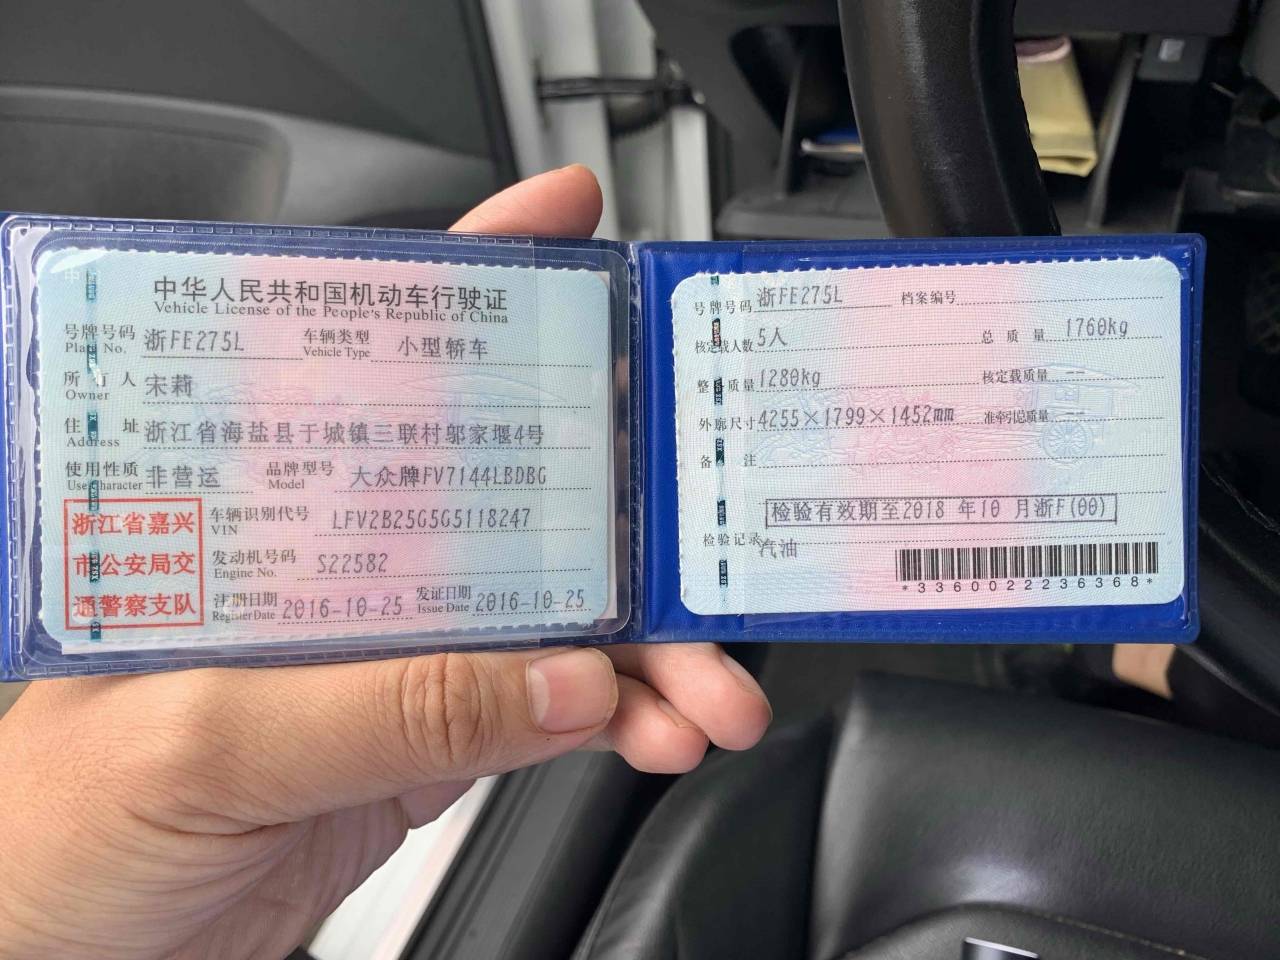 中华人民共和国机动车行驶证
Vehicle License of the People's Republic of China
号牌号码 浙FE275L 车辆类型 小型轿车
Plate No. Vehicle Type
所有人 宋莉
Owner
住址 浙江省海盐县于城镇三联村邬家堰4号
Address
使用性质 非营运 品牌型号 大众牌FV7144LBDBG
Use Character Model
浙江省嘉兴
市公安局交
通警察支队
车辆识别代号 LFV2B25G5G5118247
VIN
发动机号码 S22582
Engine No.
注册日期 2016-10-25 发证日期 2016-10-25
Register Date Issue Date
号牌号码 浙FE275L 档案编号
核定载人数 5人 总质量 1760kg
整备质量 1280kg 核定载质量 --
外廓尺寸 4255×1799×1452mm 准牵引总质量 --
备注
检验有效期至2018 年10 月浙F(00)
检验记录
汽油
*3360022236368*